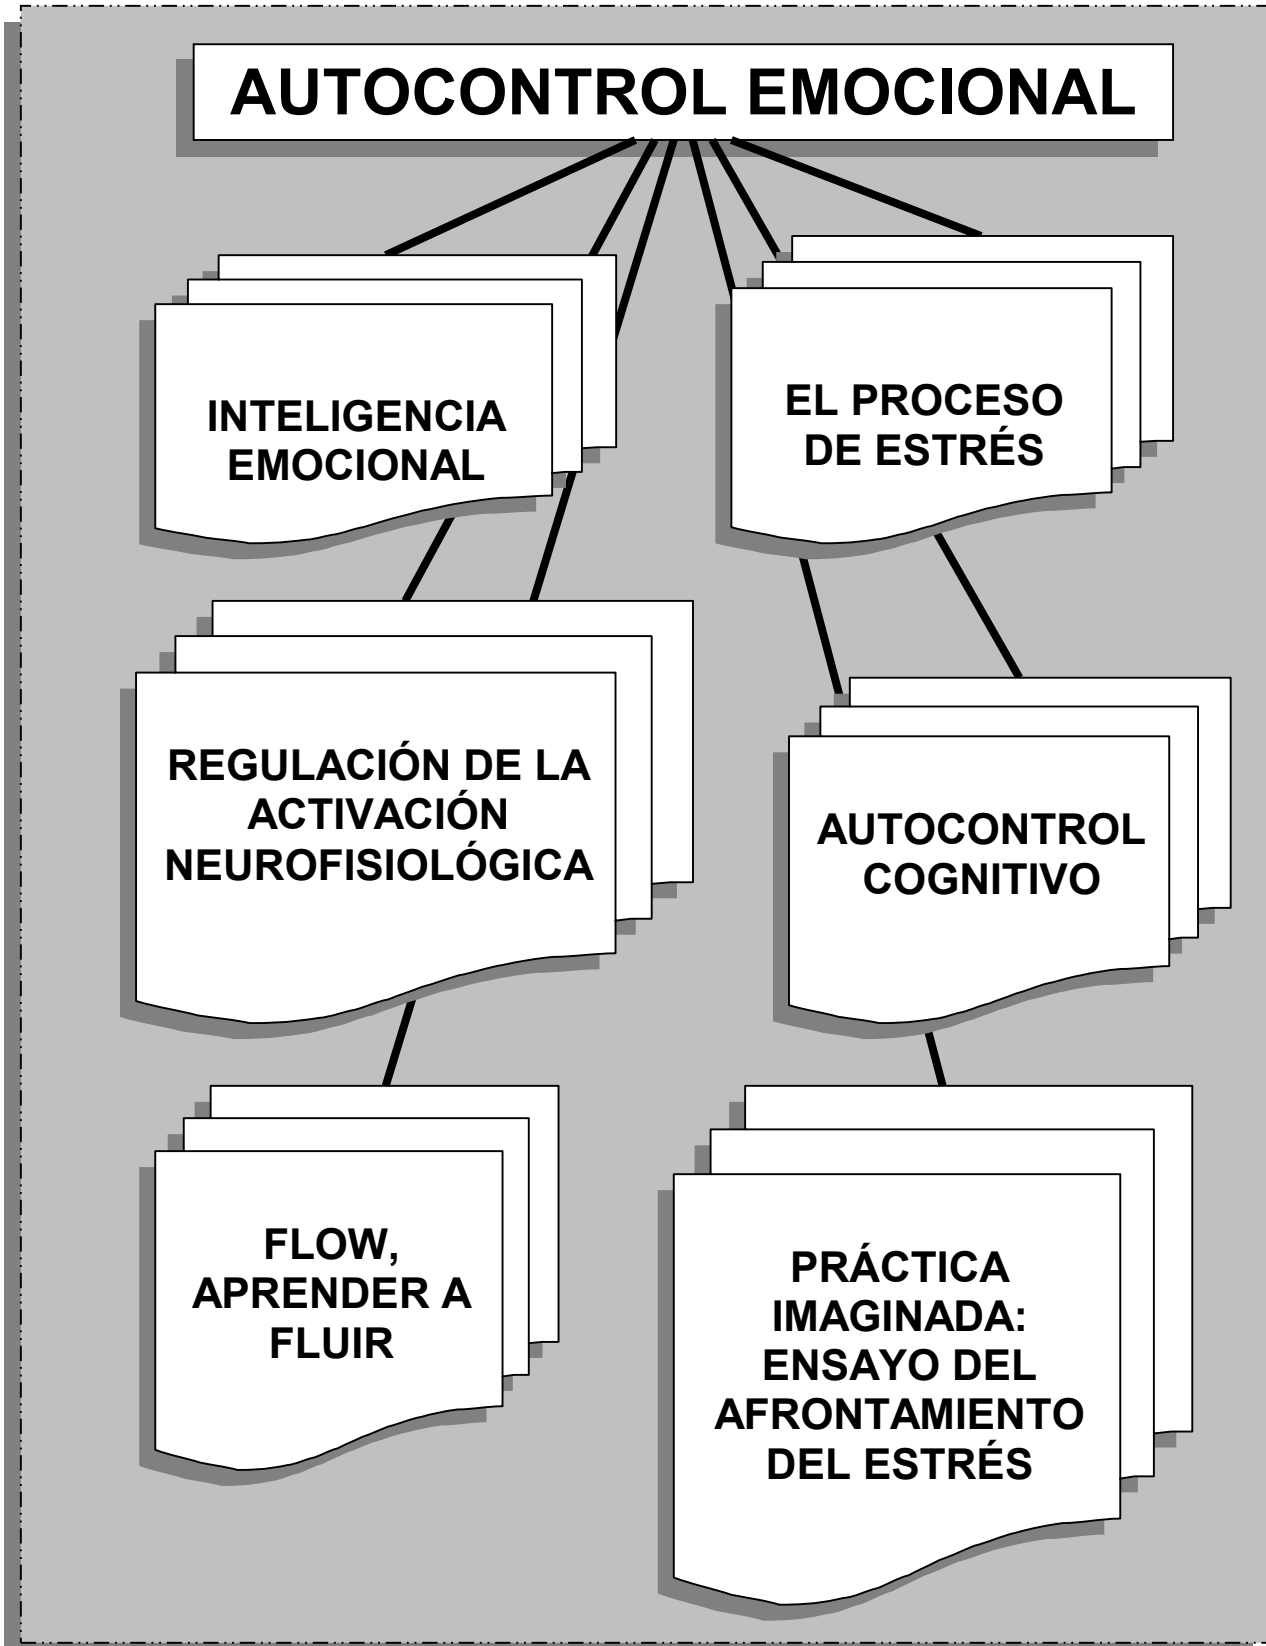 AUTOCONTROL EMOCIONAL
INTELIGENCIA
EMOCIONAL
EL PROCESO
DE ESTRÉS
REGULACIÓN DE LA
ACTIVACIÓN
NEUROFISIOLÓGICA
AUTOCONTROL
COGNITIVO
FLOW,
APRENDER A
FLUIR
PRÁCTICA
IMAGINADA:
ENSAYO DEL
AFRONTAMIENTO
DEL ESTRÉS